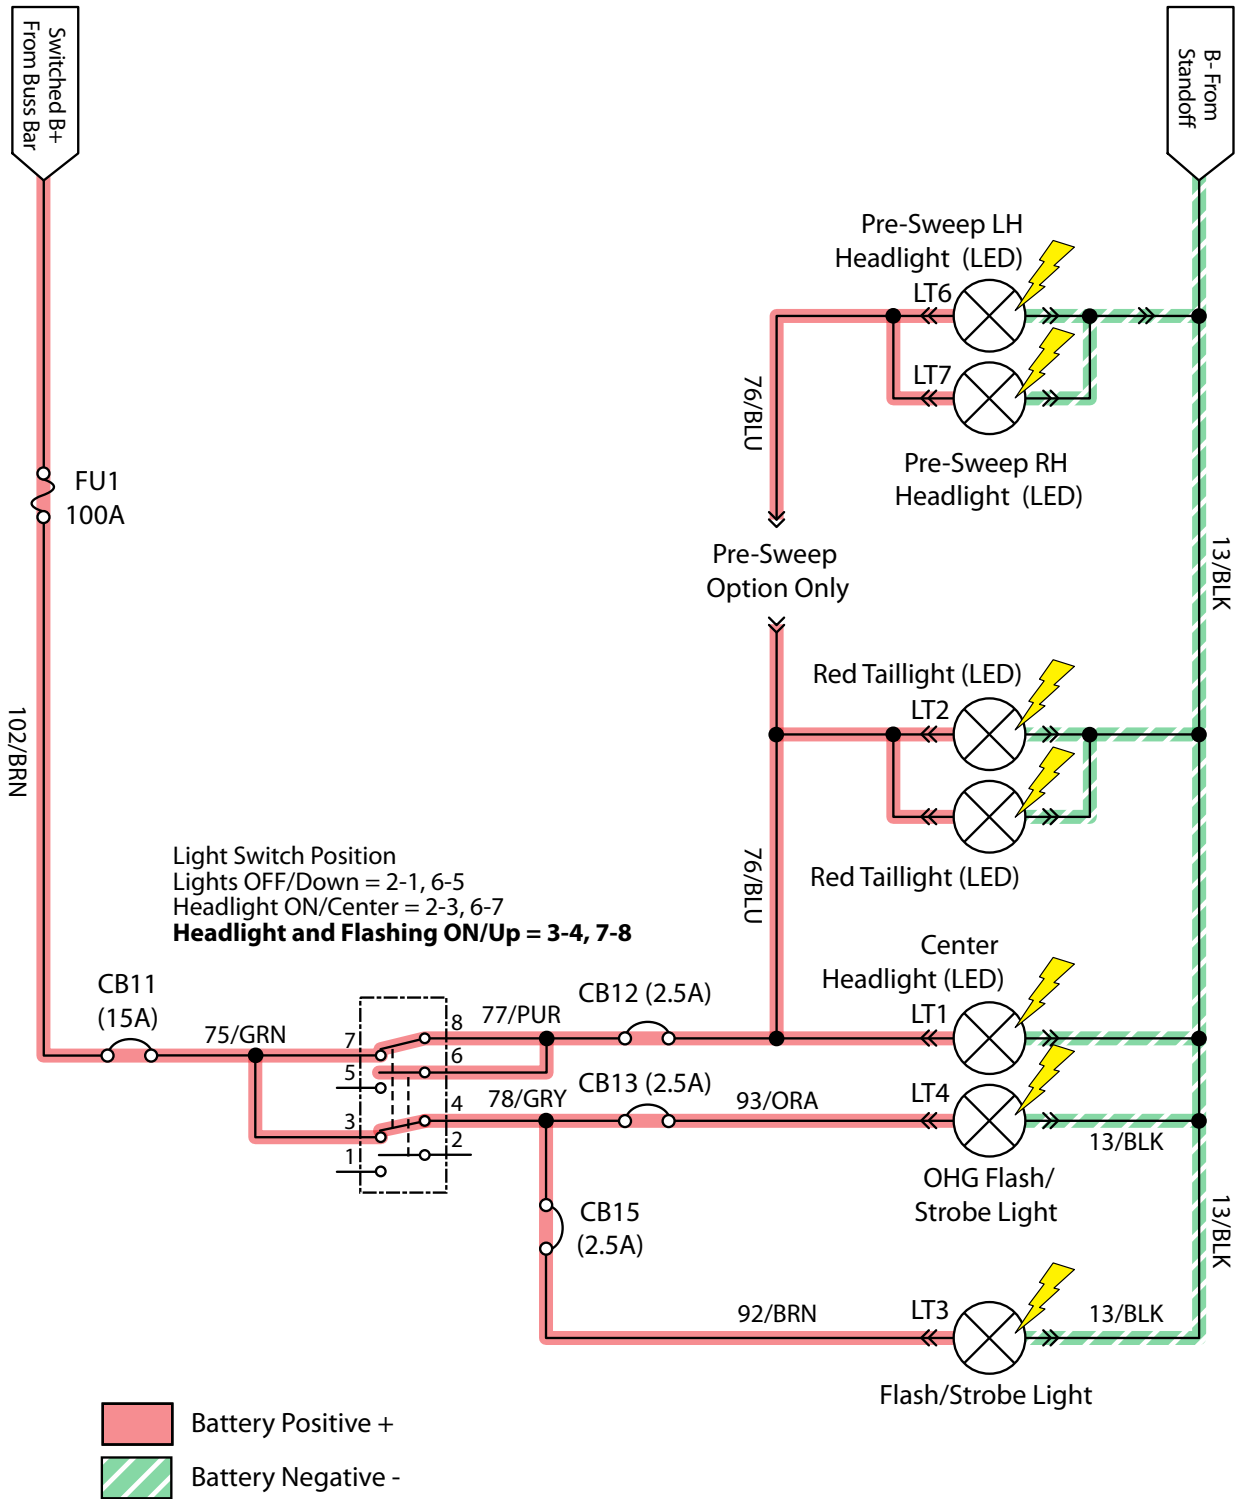 Switched B+
From Buss Bar
B- From
Standoff
Pre-Sweep LH
Headlight (LED)
LT6
LT7
76/BLU
Pre-Sweep RH
Headlight (LED)
FU1
100A
13/BLK
Pre-Sweep
Option Only
Red Taillight (LED)
LT2
102/BRN
76/BLU
Red Taillight (LED)
Light Switch Position
Lights OFF/Down = 2-1, 6-5
Headlight ON/Center = 2-3, 6-7
Headlight and Flashing ON/Up = 3-4, 7-8
Center
Headlight (LED)
CB11
(15A)
75/GRN
7
8
77/PUR
CB12 (2.5A)
LT1
6
5
78/GRY
CB13 (2.5A)
93/ORA
LT4
3
4
1
2
13/BLK
OHG Flash/
Strobe Light
CB15
(2.5A)
13/BLK
92/BRN
LT3
13/BLK
Flash/Strobe Light
Battery Positive +
Battery Negative -